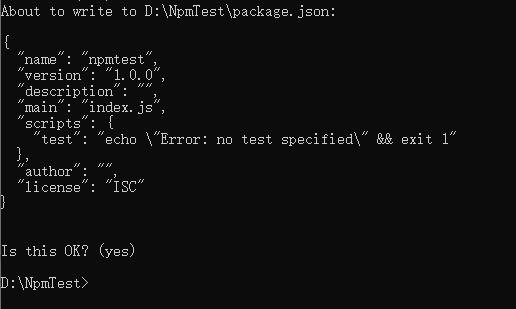 About to write to D:\NpmTest\package.json:
{
  "name": "npmtest",
  "version": "1.0.0",
  "description": "",
  "main": "index.js",
  "scripts": {
    "test": "echo \"Error: no test specified\" && exit 1"
  },
  "author": "",
  "license": "ISC"
}
Is this OK? (yes)
D:\NpmTest>